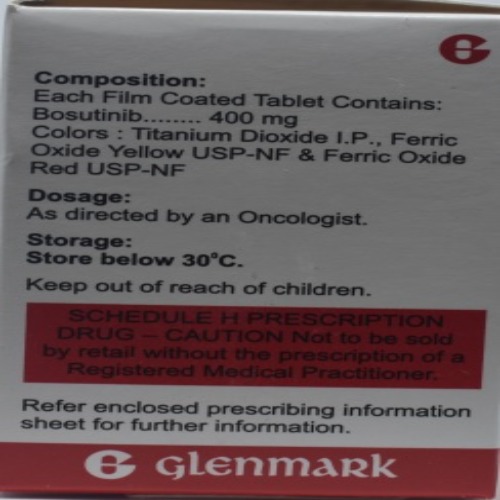 Composition:
Each Film Coated Tablet Contains:
Bosutinib........ 400 mg
Colors : Titanium Dioxide I.P., Ferric
Oxide Yellow USP-NF & Ferric Oxide
Red USP-NF
Dosage:
As directed by an Oncologist.
Storage:
Store below 30°C.
Keep out of reach of children.
SCHEDULE H PRESCRIPTION
DRUG – CAUTION Not to be sold
by retail without the prescription of a
Registered Medical Practitioner.
Refer enclosed prescribing information
sheet for further information.
glenmark